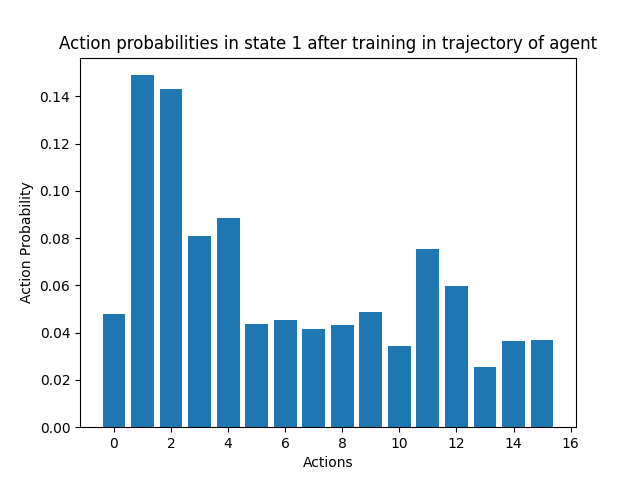 Action probabilities in state 1 after training in trajectory of agent
Action Probability
0.14
0.12
0.10
0.08
0.06
0.04
0.02
0.00
0 2 4 6 8 10 12 14 16
Actions